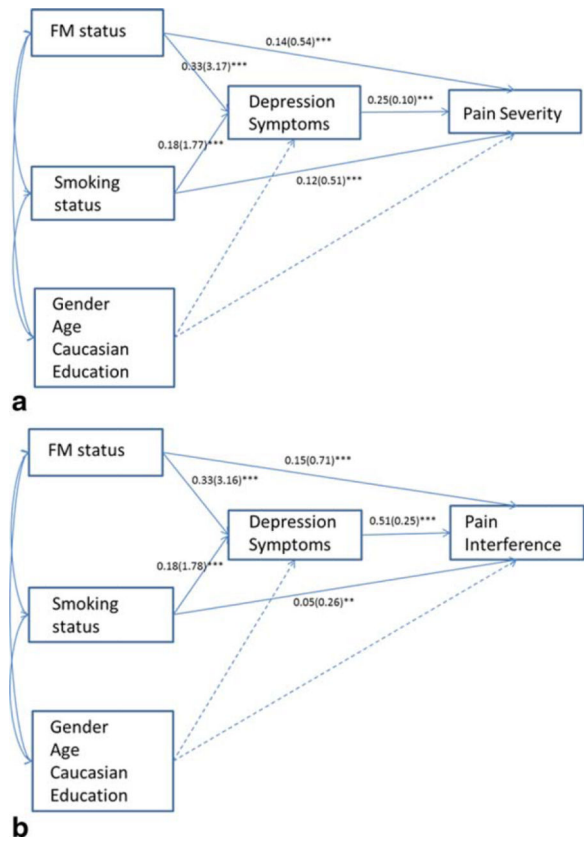 FM status
0.14(0.54)***
0.33(3.17)***
Depression
Symptoms
0.25(0.10)***
Pain Severity
0.18(1.77)***
Smoking
status
0.12(0.51)***
Gender
Age
Caucasian
Education
a
FM status
0.15(0.71)***
0.33(3.16)***
Depression
Symptoms
0.51(0.25)***
Pain
Interference
0.18(1.78)***
Smoking
status
0.05(0.26)**
Gender
Age
Caucasian
Education
b